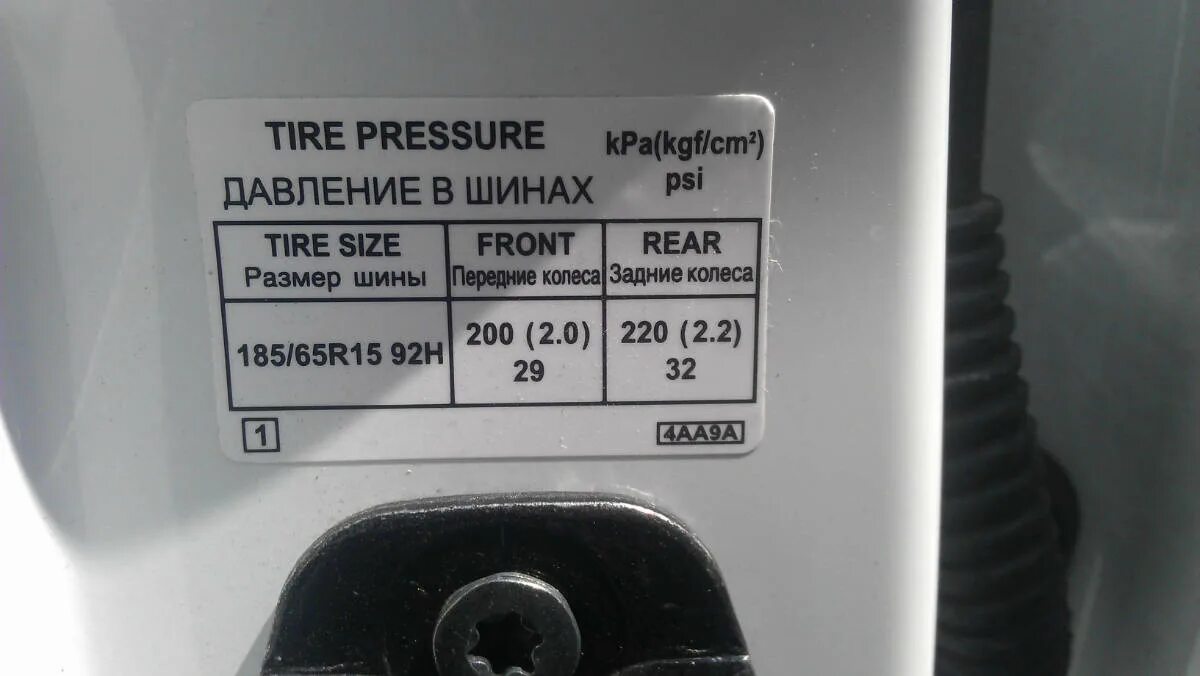 TIRE PRESSURE kPa(kgf/cm²)
ДАВЛЕНИЕ В ШИНАХ psi
TIRE SIZE FRONT REAR
Размер шины Передние колеса Задние колеса
185/65R15 92H 200 (2.0) 220 (2.2)
29 32
1 4AA9A